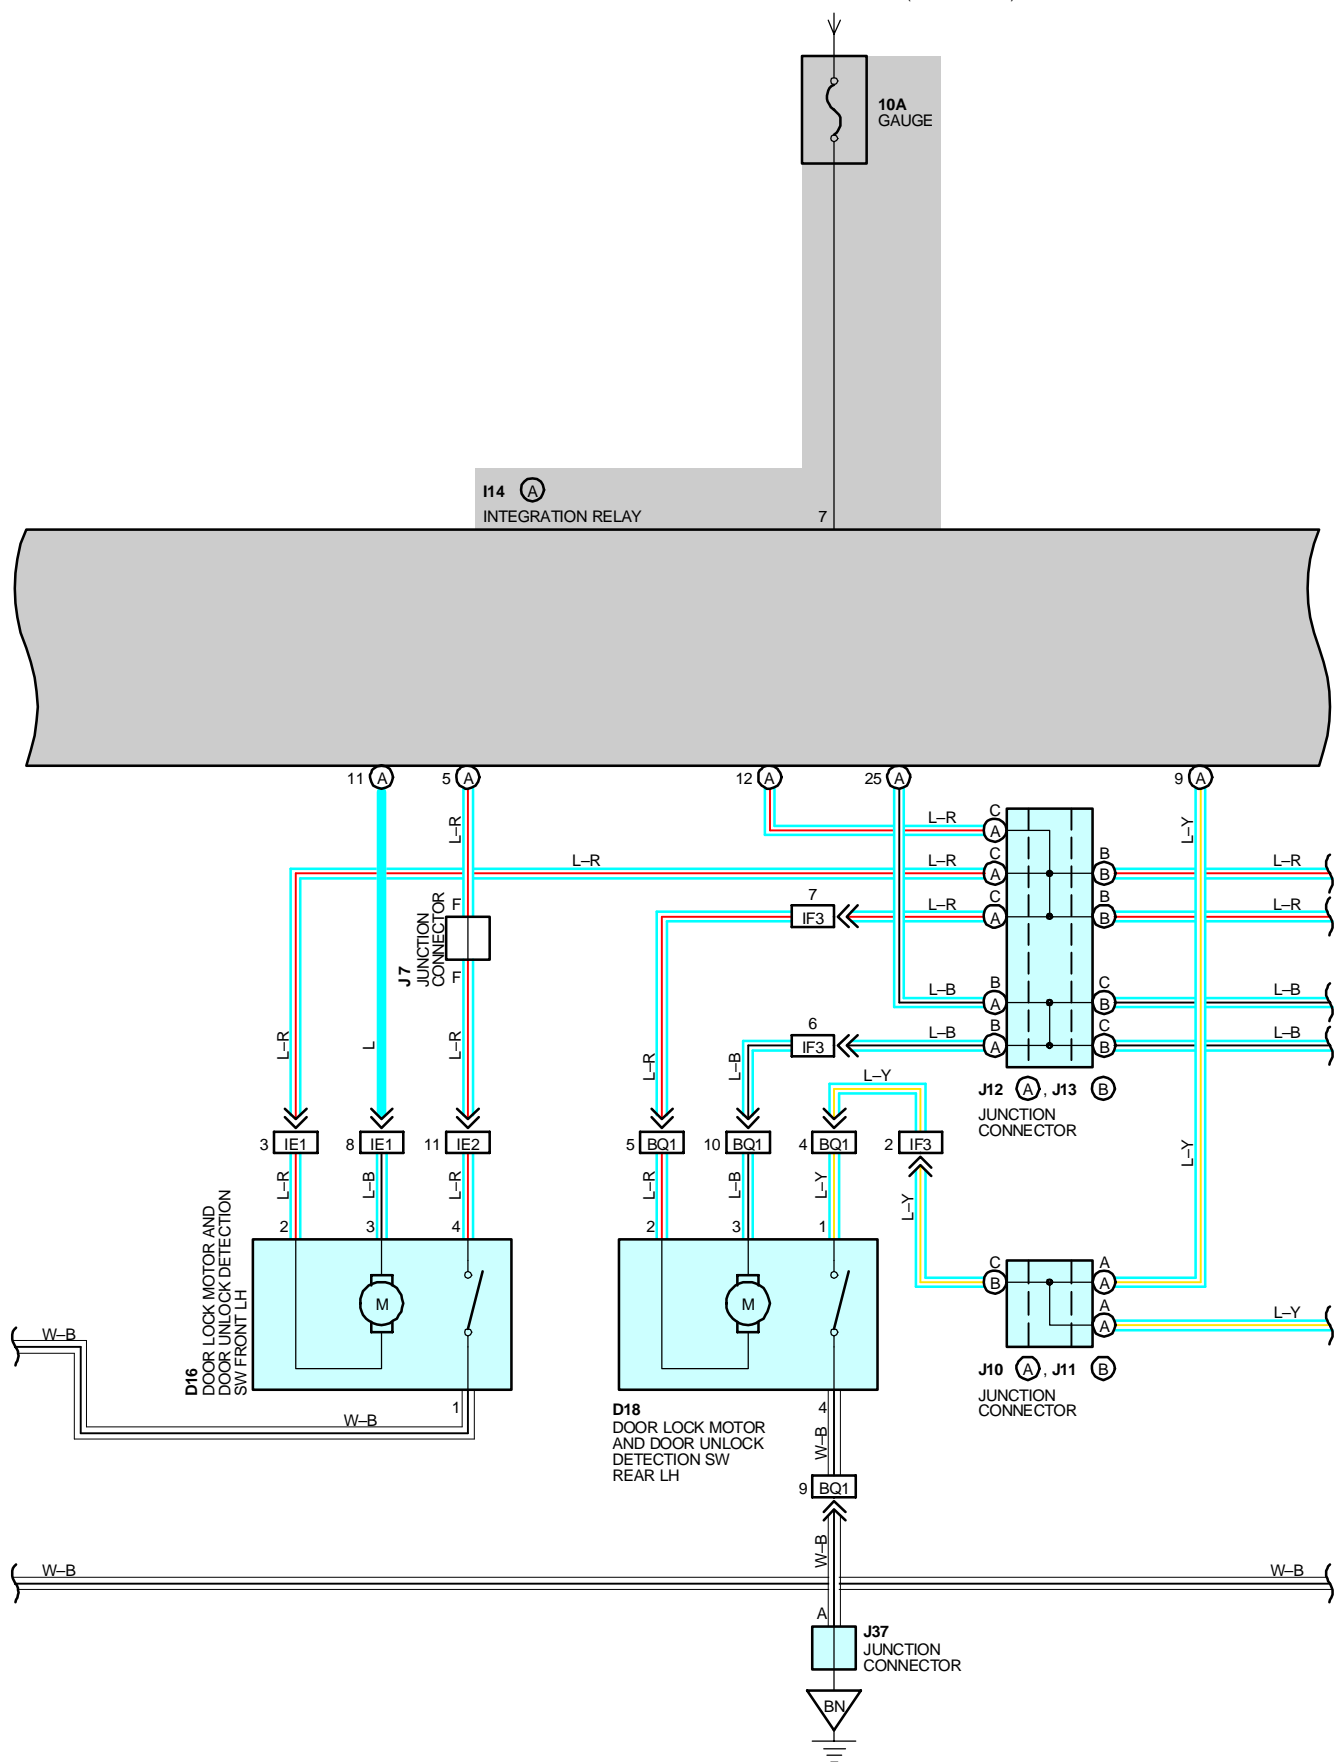 10A
GAUGE
I14 A
INTEGRATION RELAY
7
11 A
5 A
12 A
25 A
9 A
L–R
L–R
C
A
L–Y
L–R
L–R
C
A
B
B
L–R
7
IF3
L–R
C
A
B
B
L–R
F
J7
JUNCTION
CONNECTOR
F
L–B
B
A
C
B
L–B
6
IF3
L–B
B
A
C
B
L–B
L–R
L
L–R
L–R
L–B
L–Y
J12 A , J13 B
JUNCTION
CONNECTOR
3 IE1
8 IE1
11 IE2
5 BQ1
10 BQ1
4 BQ1
2 IF3
L–Y
L–R
L–B
L–R
L–R
L–B
L–Y
L–Y
2
3
4
2
3
1
D16
DOOR LOCK MOTOR AND
DOOR UNLOCK DETECTION
SW FRONT LH
M
M
C
B
A
A
A
A
L–Y
J10 A , J11 B
JUNCTION
CONNECTOR
W–B
W–B
1
D18
DOOR LOCK MOTOR
AND DOOR UNLOCK
DETECTION SW
REAR LH
4
W–B
9 BQ1
W–B
W–B
W–B
A
J37
JUNCTION
CONNECTOR
BN